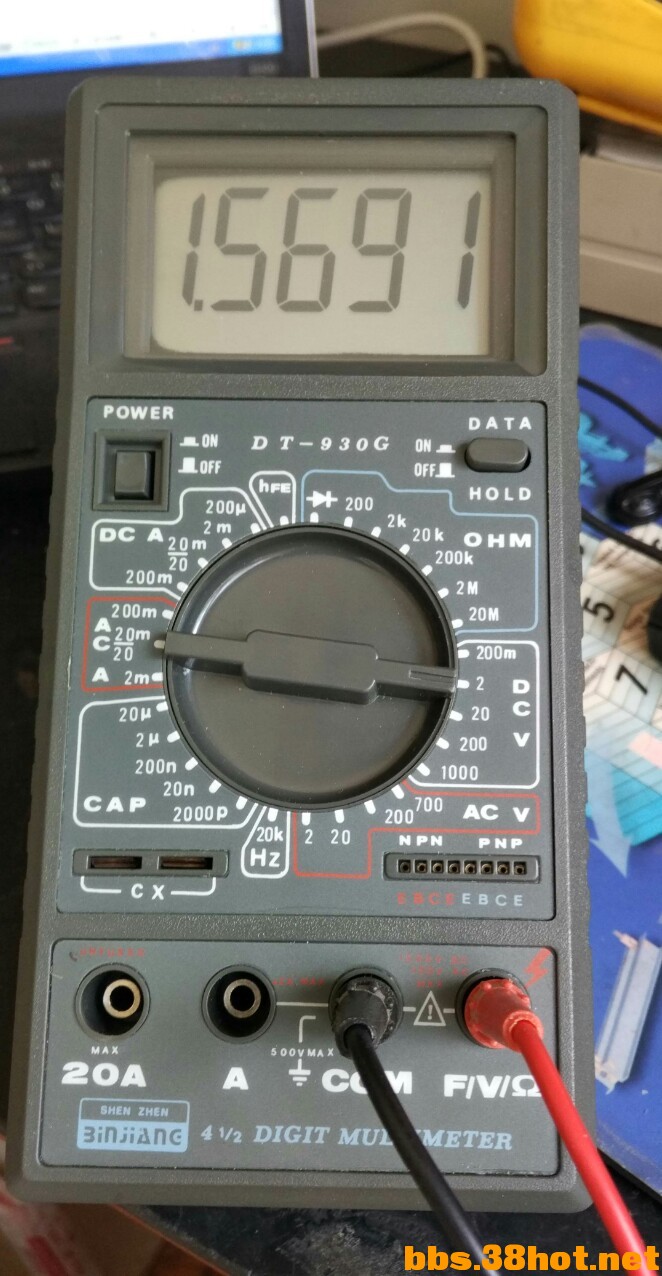 1.5691
POWER
ON
OFF
DT-930G
DATA
ON
OFF
HOLD
hFE
200µ
2m
DC A
20m
20
200m
200
2k
OHM
20k
200k
2M
20M
AC A
200m
20m
20
2m
200m
2
DC V
20
200
1000
20µ
2µ
200n
20n
2000p
CAP
20k
Hz
2
20
200
700
AC V
NPN PNP
EBCEEBCE
CX
MAX
20A
A
500VMAX
COM
F/V/Ω
SHEN ZHEN
BINJIANG
4 1/2 DIGIT MULTIMETER
5
7
bbs.38hot.net